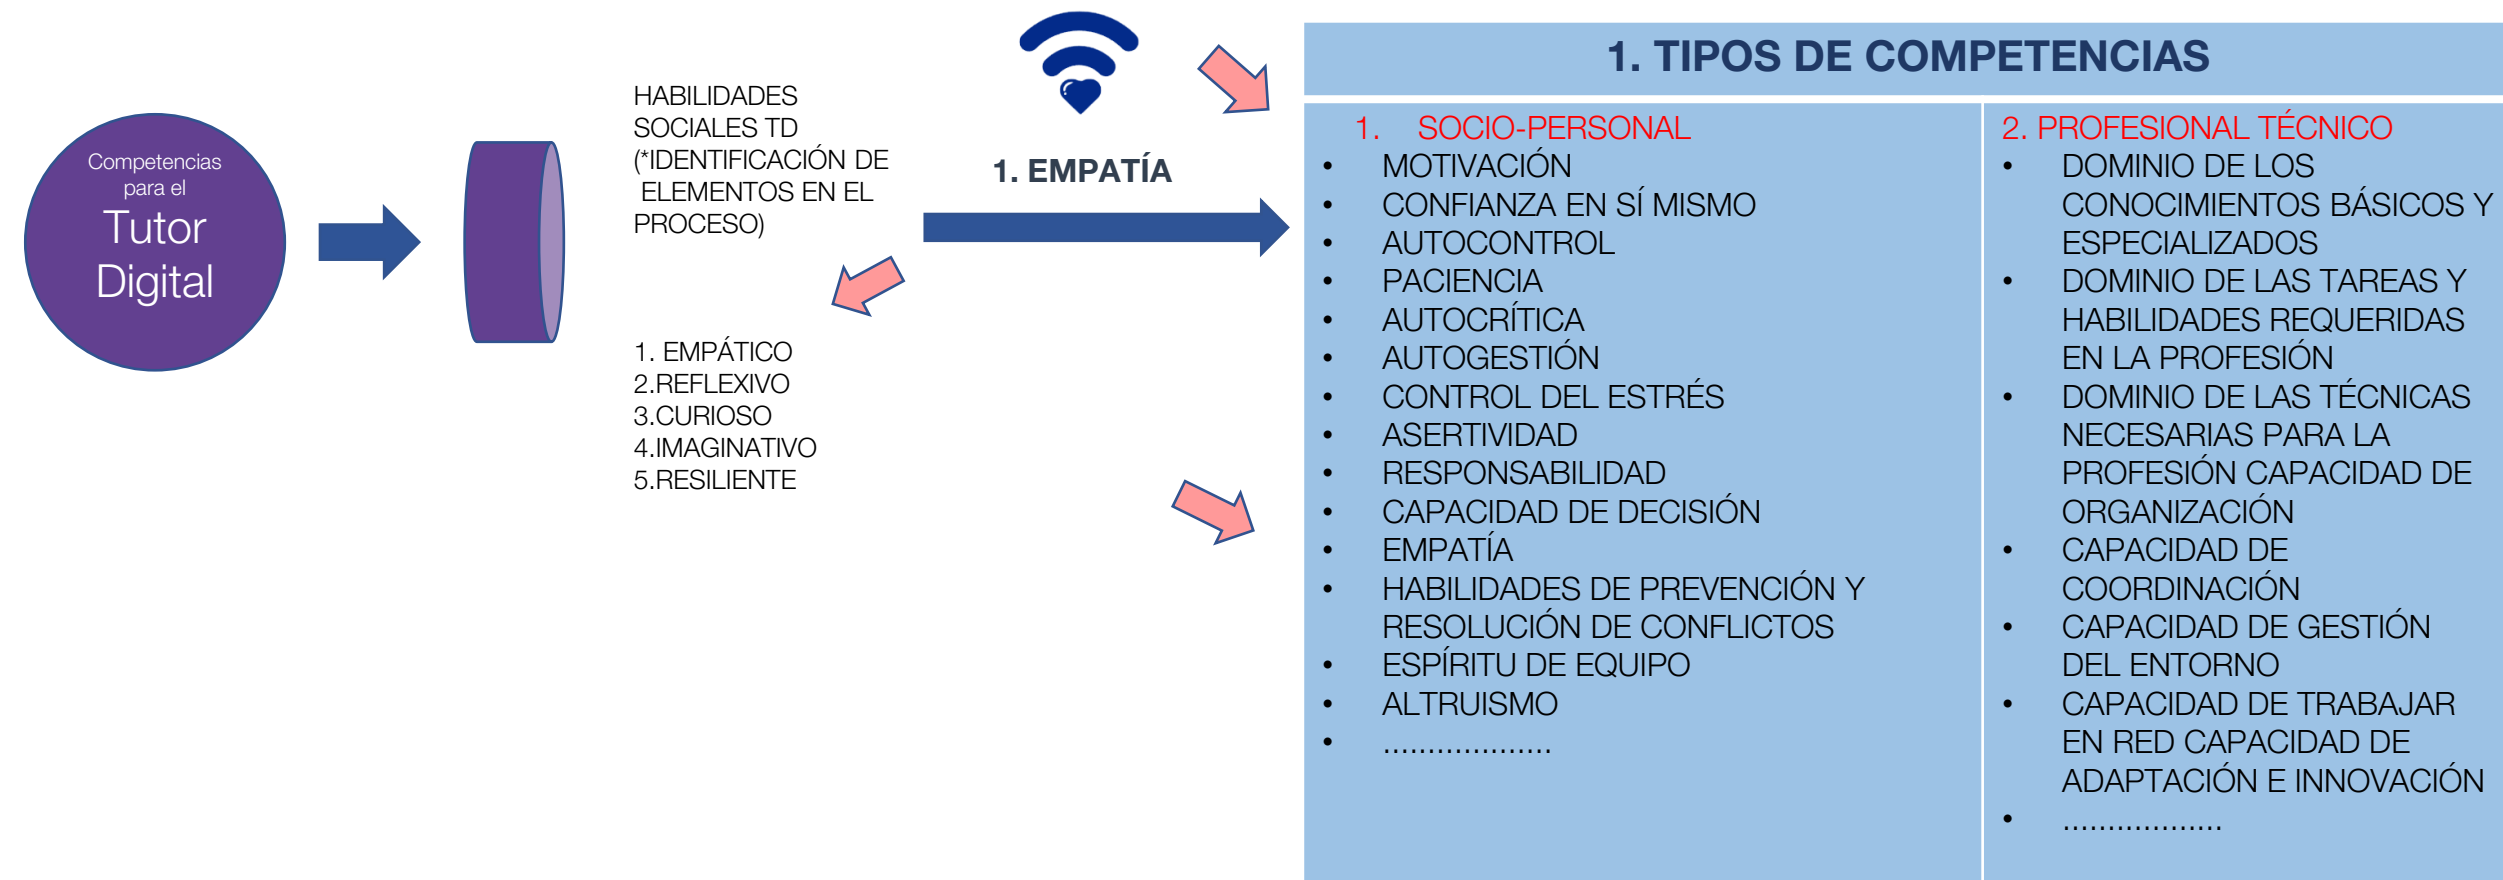 Competencias
para el
Tutor
Digital
HABILIDADES
SOCIALES TD
(*IDENTIFICACIÓN DE
ELEMENTOS EN EL
PROCESO)
1. EMPÁTICO
2.REFLEXIVO
3.CURIOSO
4.IMAGINATIVO
5.RESILIENTE
1. EMPATÍA
1. TIPOS DE COMPETENCIAS
1. SOCIO-PERSONAL
• MOTIVACIÓN
• CONFIANZA EN SÍ MISMO
• AUTOCONTROL
• PACIENCIA
• AUTOCRÍTICA
• AUTOGESTIÓN
• CONTROL DEL ESTRÉS
• ASERTIVIDAD
• RESPONSABILIDAD
• CAPACIDAD DE DECISIÓN
• EMPATÍA
• HABILIDADES DE PREVENCIÓN Y
RESOLUCIÓN DE CONFLICTOS
• ESPÍRITU DE EQUIPO
• ALTRUISMO
• ...................
2. PROFESIONAL TÉCNICO
• DOMINIO DE LOS
CONOCIMIENTOS BÁSICOS Y
ESPECIALIZADOS
• DOMINIO DE LAS TAREAS Y
HABILIDADES REQUERIDAS
EN LA PROFESIÓN
• DOMINIO DE LAS TÉCNICAS
NECESARIAS PARA LA
PROFESIÓN CAPACIDAD DE
ORGANIZACIÓN
• CAPACIDAD DE
COORDINACIÓN
• CAPACIDAD DE GESTIÓN
DEL ENTORNO
• CAPACIDAD DE TRABAJAR
EN RED CAPACIDAD DE
ADAPTACIÓN E INNOVACIÓN
• ..................